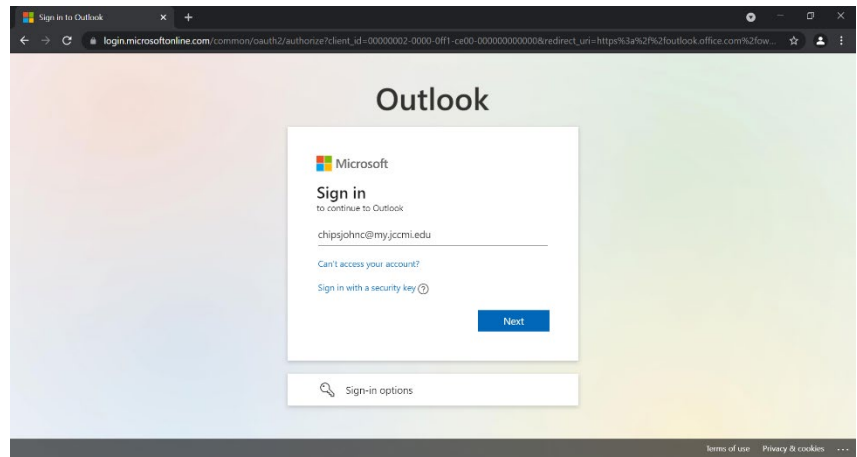 Sign in to Outlook
login.microsoftonline.com/common/oauth2/authorize?client_id=00000002-0000-0ff1-ce00-000000000000&redirect_uri=https%3a%2f%2foutlook.office.com%2fow...
Outlook
Microsoft
Sign in
to continue to Outlook
chipsjohnc@my.jccmi.edu
Can't access your account?
Sign in with a security key
Next
Sign-in options
Terms of use Privacy & cookies ...